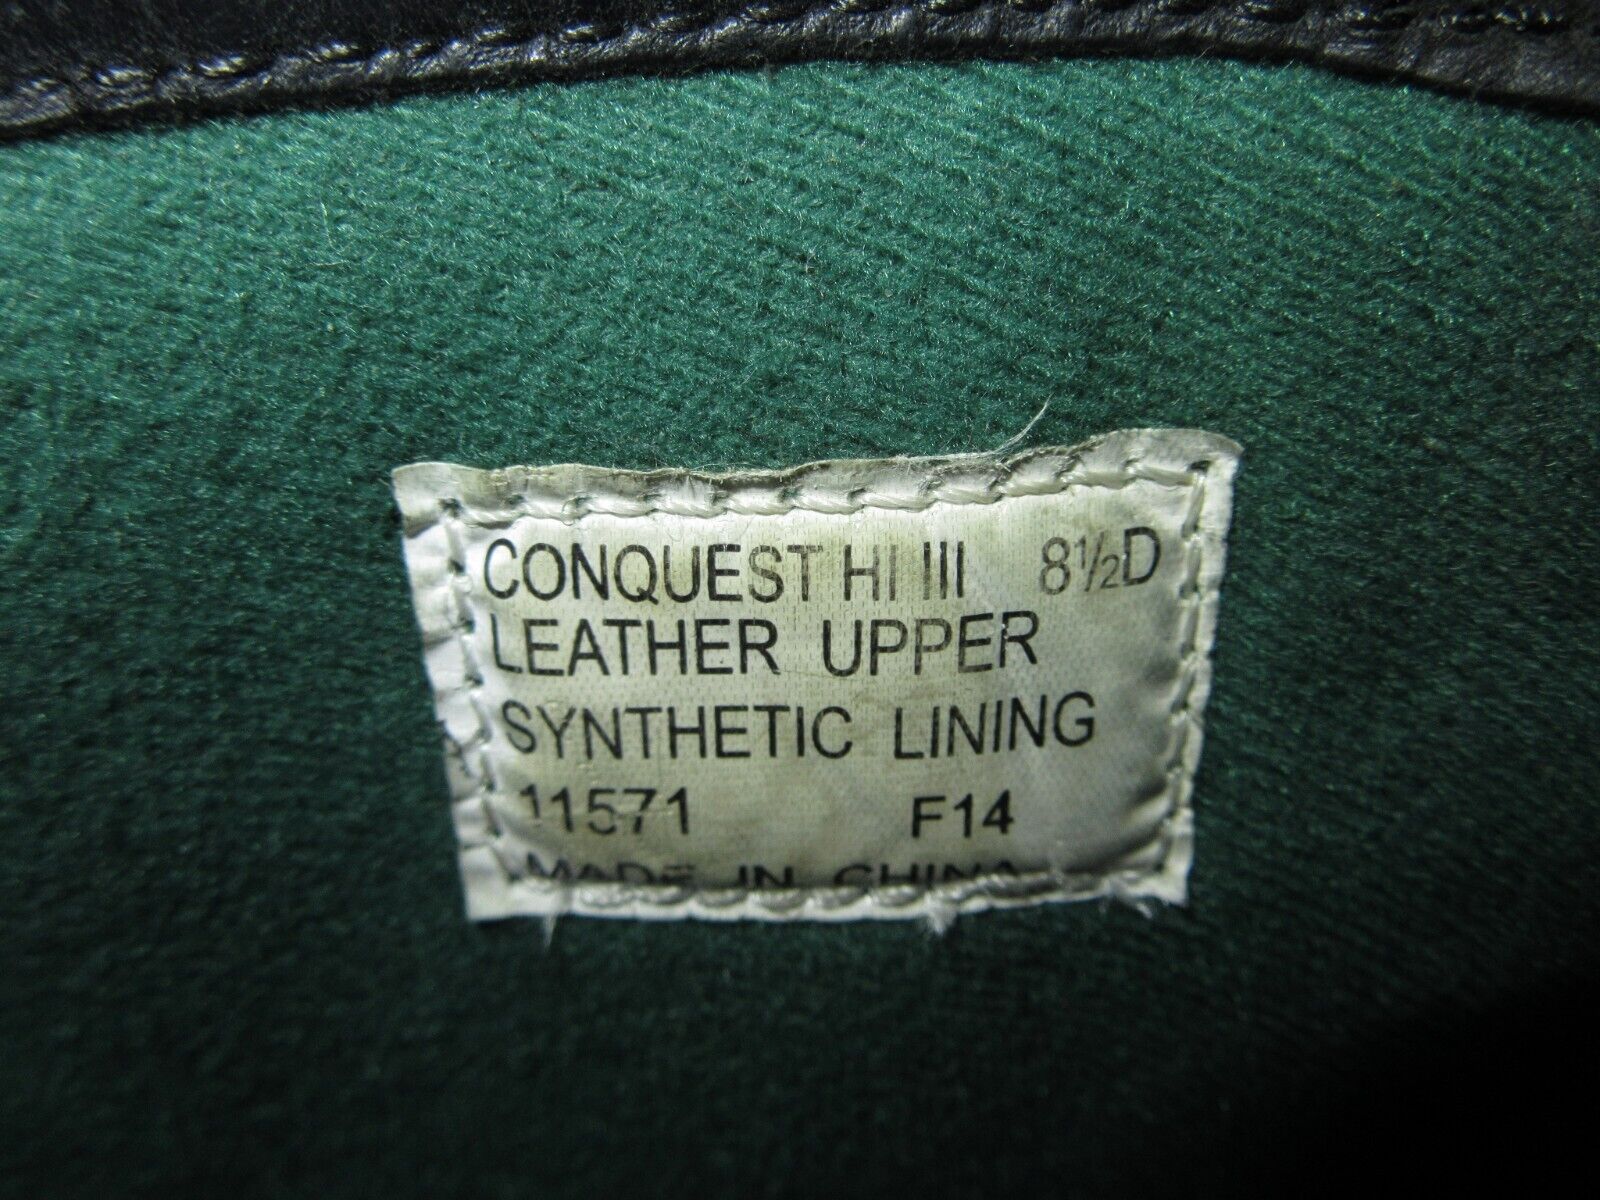 CONQUEST HI III 8½D
LEATHER UPPER
SYNTHETIC LINING
11571 F14
MADE IN CHINA